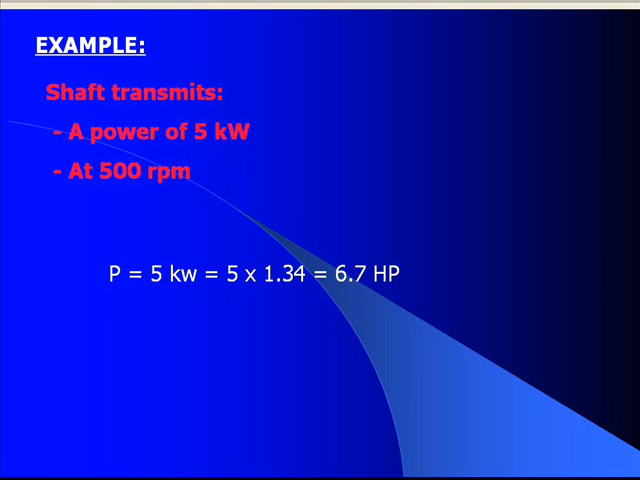 EXAMPLE:
Shaft transmits:
- A power of 5 kW
- At 500 rpm
P = 5 kw = 5 x 1.34 = 6.7 HP